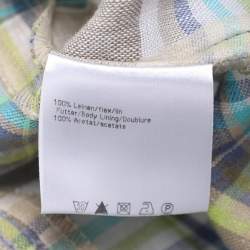 100% Leinen/flax/lin
Futter/Body Lining/Doublure
100% Acetat/acetate